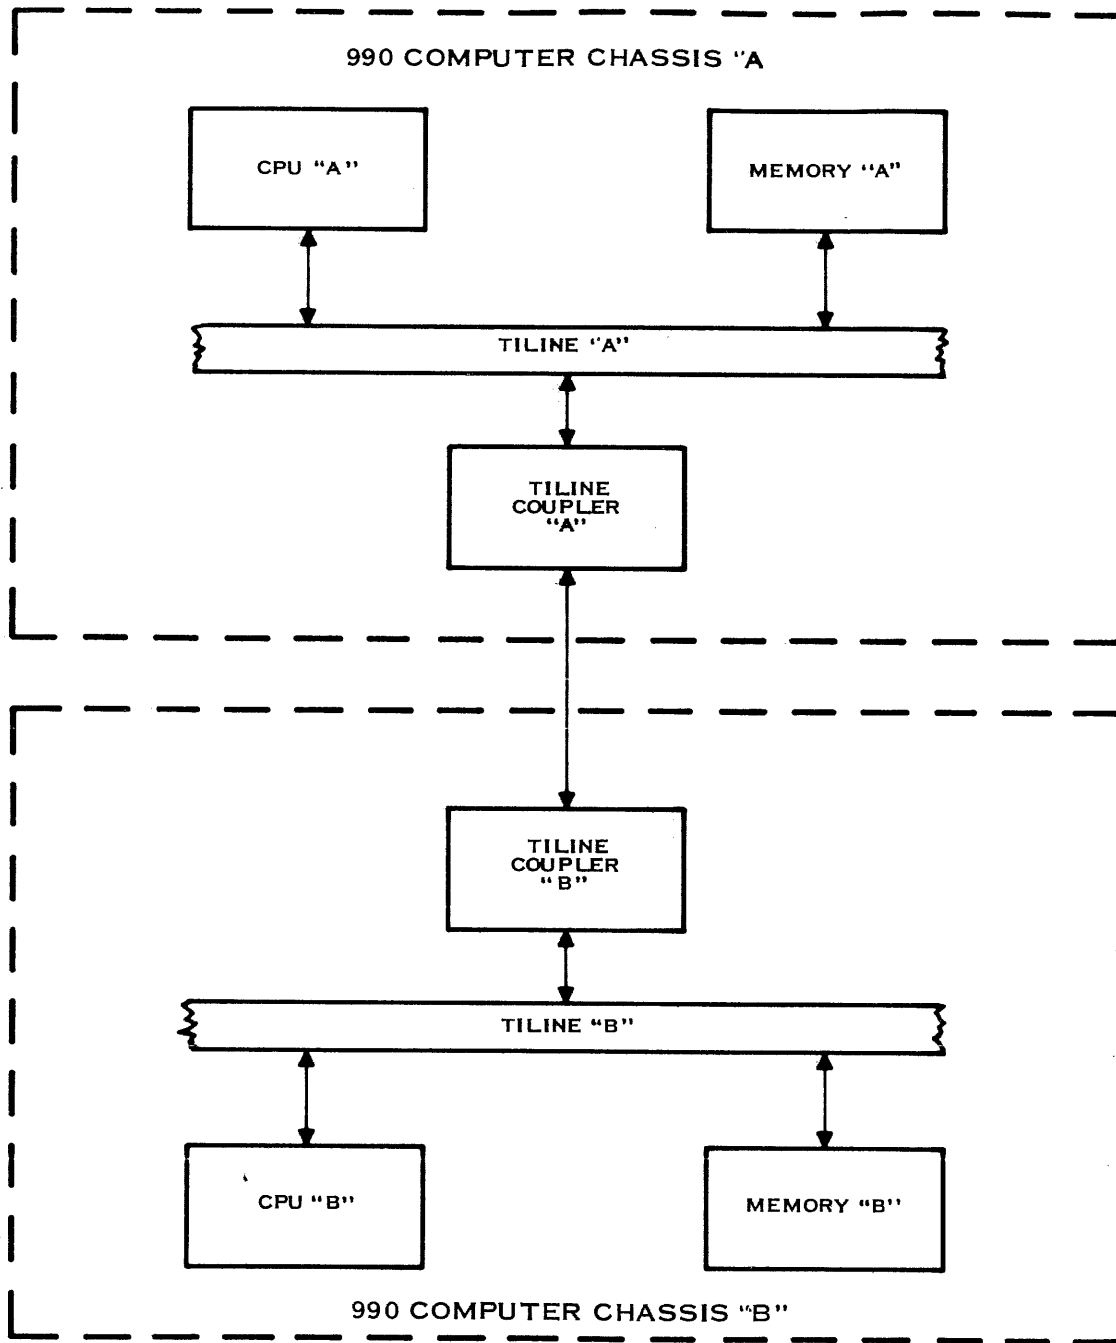 990 COMPUTER CHASSIS "A
CPU "A"
MEMORY "A"
TILINE "A"
TILINE
COUPLER
"A"
TILINE
COUPLER
"B"
TILINE "B"
CPU "B"
MEMORY "B"
990 COMPUTER CHASSIS "B"